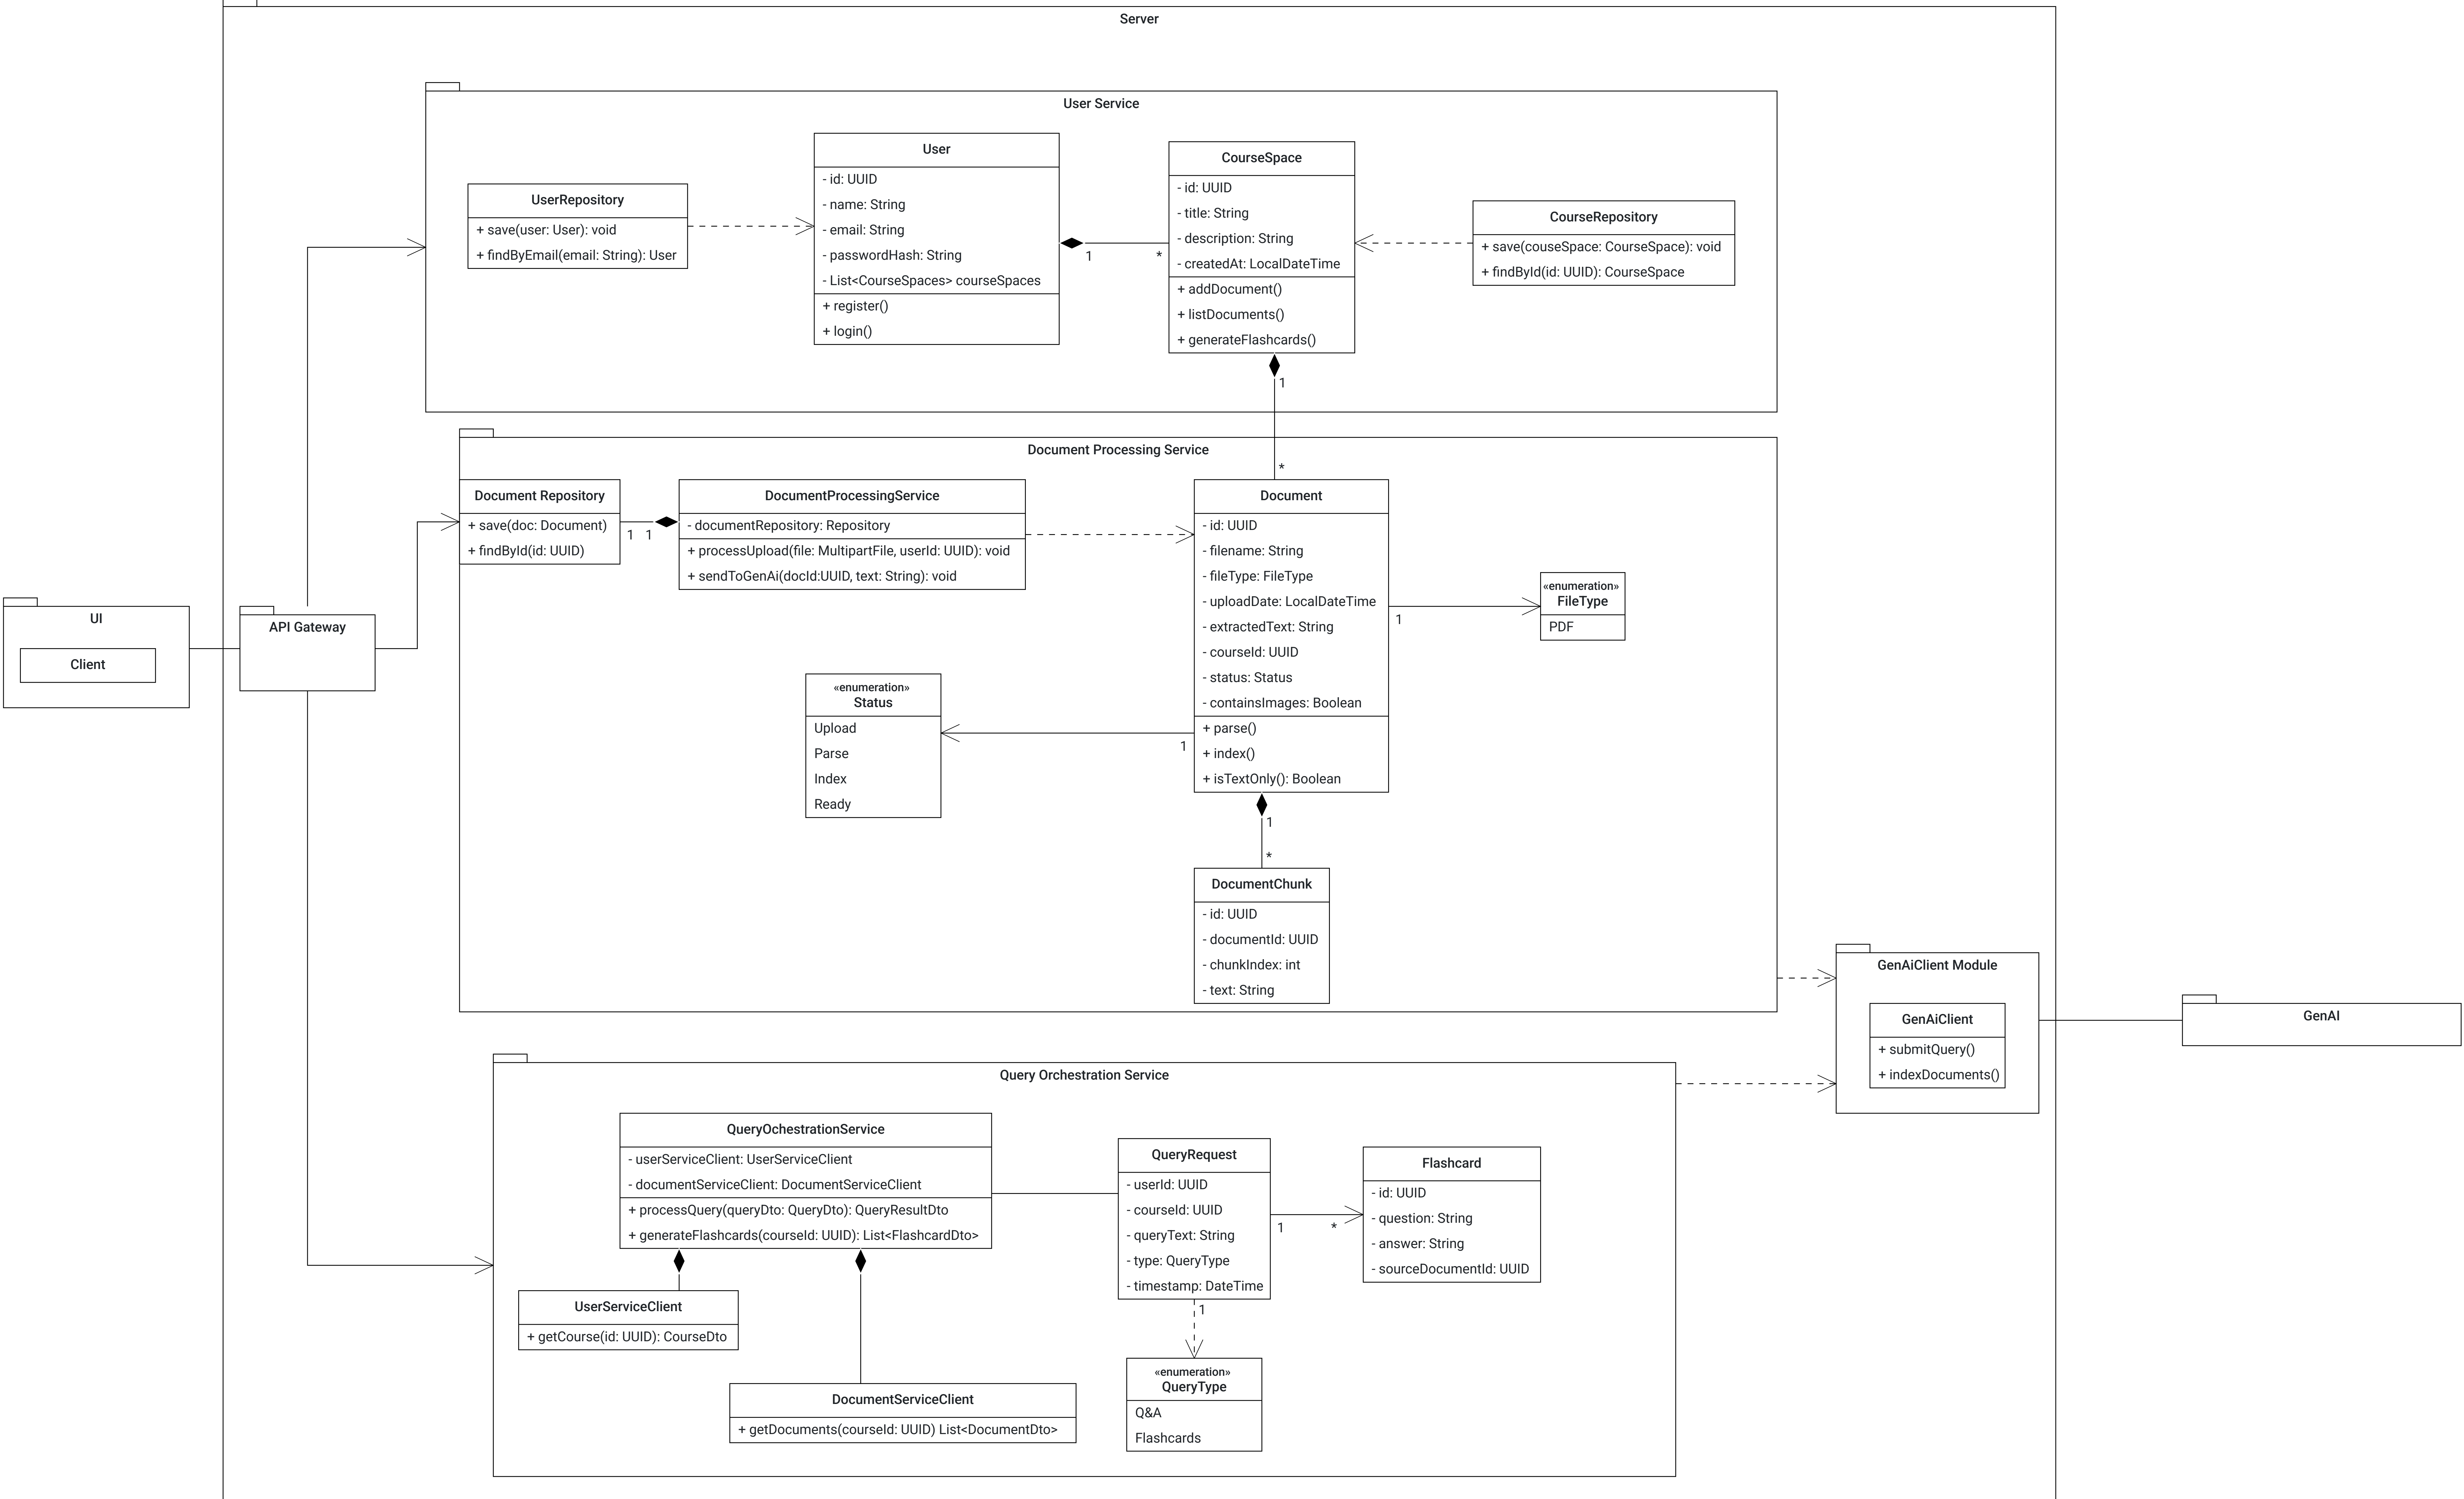 Server
User Service
UserRepository
+ save(user: User): void
+ findByEmail(email: String): User
User
- id: UUID
- name: String
- email: String
- passwordHash: String
- List<CourseSpaces> courseSpaces
+ register()
+ login()
1
*
CourseSpace
- id: UUID
- title: String
- description: String
- createdAt: LocalDateTime
+ addDocument()
+ listDocuments()
+ generateFlashcards()
1
*
CourseRepository
+ save(couseSpace: CourseSpace): void
+ findById(id: UUID): CourseSpace
Document Processing Service
Document Repository
+ save(doc: Document)
+ findById(id: UUID)
1
1
DocumentProcessingService
- documentRepository: Repository
+ processUpload(file: MultipartFile, userId: UUID): void
+ sendToGenAi(docId:UUID, text: String): void
Document
- id: UUID
- filename: String
- fileType: FileType
- uploadDate: LocalDateTime
- extractedText: String
- courseId: UUID
- status: Status
- containsImages: Boolean
+ parse()
+ index()
+ isTextOnly(): Boolean
1
«enumeration»
FileType
PDF
1
«enumeration»
Status
Upload
Parse
Index
Ready
1
*
DocumentChunk
- id: UUID
- documentId: UUID
- chunkIndex: int
- text: String
UI
Client
API Gateway
GenAiClient Module
GenAiClient
+ submitQuery()
+ indexDocuments()
GenAI
Query Orchestration Service
QueryOchestrationService
- userServiceClient: UserServiceClient
- documentServiceClient: DocumentServiceClient
+ processQuery(queryDto: QueryDto): QueryResultDto
+ generateFlashcards(courseId: UUID): List<FlashcardDto>
UserServiceClient
+ getCourse(id: UUID): CourseDto
DocumentServiceClient
+ getDocuments(courseId: UUID) List<DocumentDto>
QueryRequest
- userId: UUID
- courseId: UUID
- queryText: String
- type: QueryType
- timestamp: DateTime
1
*
Flashcard
- id: UUID
- question: String
- answer: String
- sourceDocumentId: UUID
1
«enumeration»
QueryType
Q&A
Flashcards